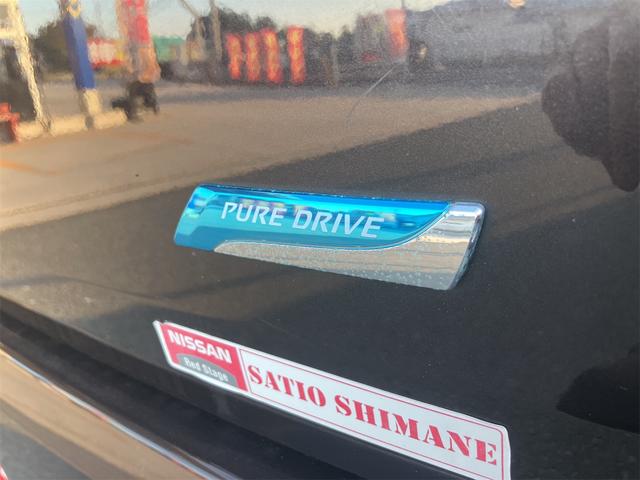 PURE DRIVE
NISSAN
Red Stage
SATIO SHIMANE